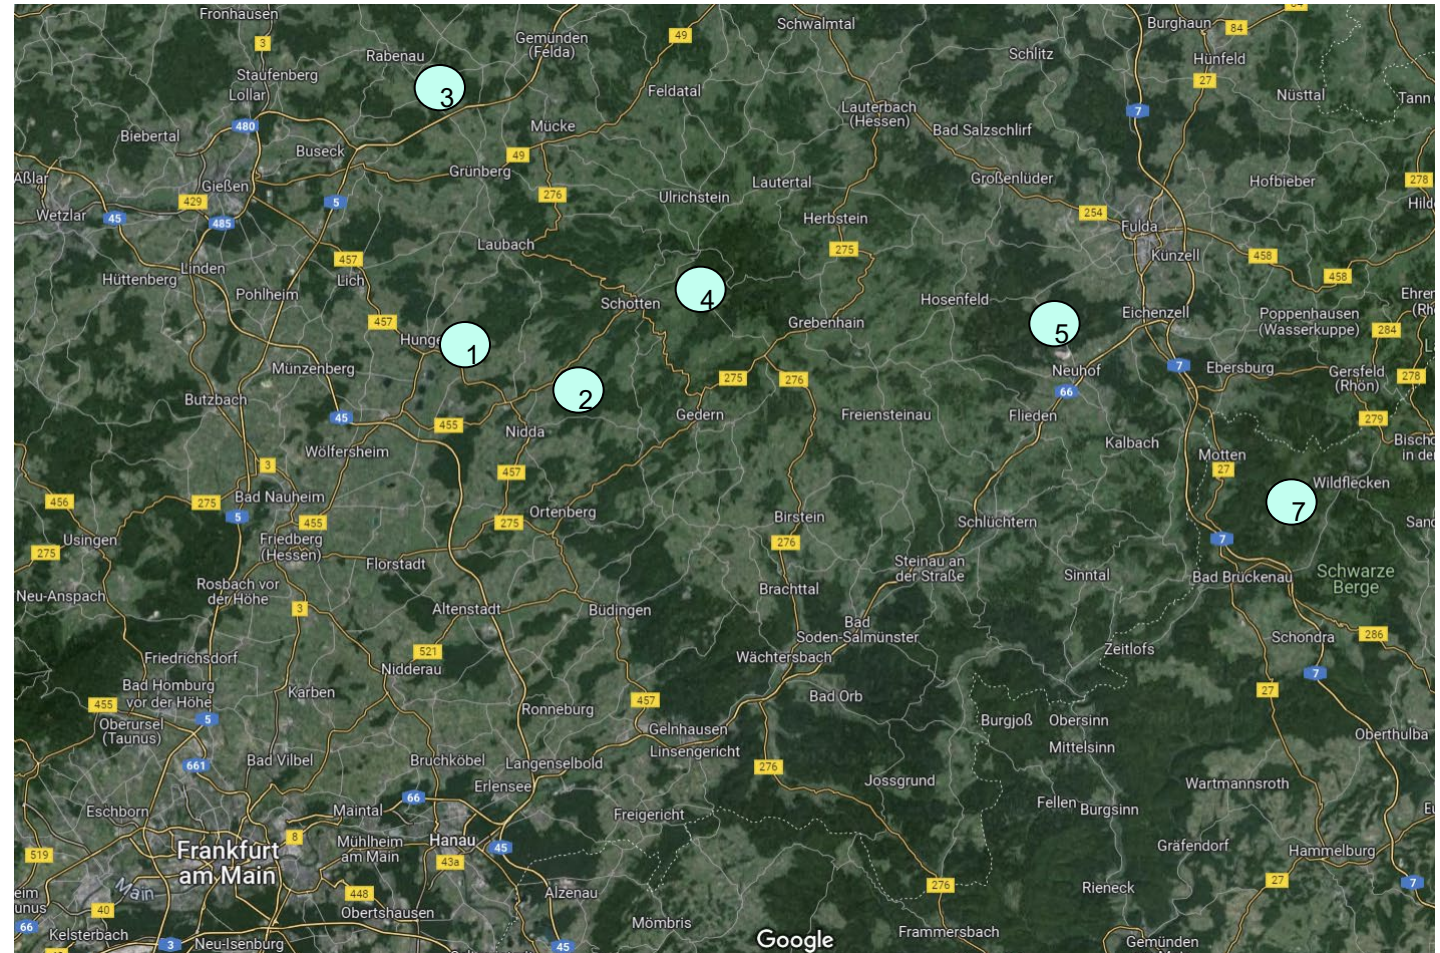 Fronhausen
Schwalmtal
Burghaun
84
84
3
Rabenau
Gemünden
(Felda)
49
Schlitz
Hünfeld
Staufenberg
Lollar
3
Feldatal
27
Nüsttal
Tann
Lauterbach
(Hessen)
7
Biebertal
480
Mücke
Bad Salzschlirf
Buseck
49
Grünberg
Aßlar
Gießen
429
5
276
Ulrichstein
Lautertal
Großenlüder
Hofbieber
278
Wetzlar
45
485
Herbstein
254
Fulda
Laubach
275
Künzell
458
457
458
Linden
Hüttenberg
Lich
Pohlheim
4
Schotten
Hosenfeld
Eichenzell
Poppenhausen
(Wasserkuppe)
457
Grebenhain
5
284
1
Münzenberg
Neuhof
7
Ebersburg
Gersfeld
(Rhön)
278
Butzbach
2
275
276
66
45
455
Gedern
Freiensteinau
Flieden
279
Nidda
Kalbach
Wölfersheim
Motten
3
457
27
Wildflecken
456
275
Bad Nauheim
5
455
275
Ortenberg
Birstein
Schlüchtern
7
Usingen
275
Friedberg
(Hessen)
276
7
Florstadt
Steinau an
der Straße
Sinntal
Bad Brückenau
Schwarze
Berge
Neu-Anspach
Rosbach vor
der Höhe
3
Altenstadt
Büdingen
Brachttal
Bad
Soden-Salmünster
Schondra
286
521
Zeitlofs
Friedrichsdorf
Nidderau
Wächtersbach
7
Bad Homburg
vor der Höhe
Karben
457
Bad Orb
27
455
5
Ronneburg
Oberursel
(Taunus)
Gelnhausen
Burgjoß
Obersinn
Oberthulba
Linsengericht
Mittelsinn
661
Bad Vilbel
Bruchköbel
Langenselbold
276
Erlensee
Jossgrund
Wartmannsroth
66
Eschborn
Maintal
Freigericht
Fellen
Burgsinn
8
Frankfurt
am Main
Mühlheim
am Main
Hanau
45
Gräfendorf
Hammelburg
519
43a
Main
448
Alzenau
276
Rieneck
27
7
40
Obertshausen
66
Mömbris
Kelsterbach
3
Neu-Isenburg
45
Google
Frammersbach
Gemünden